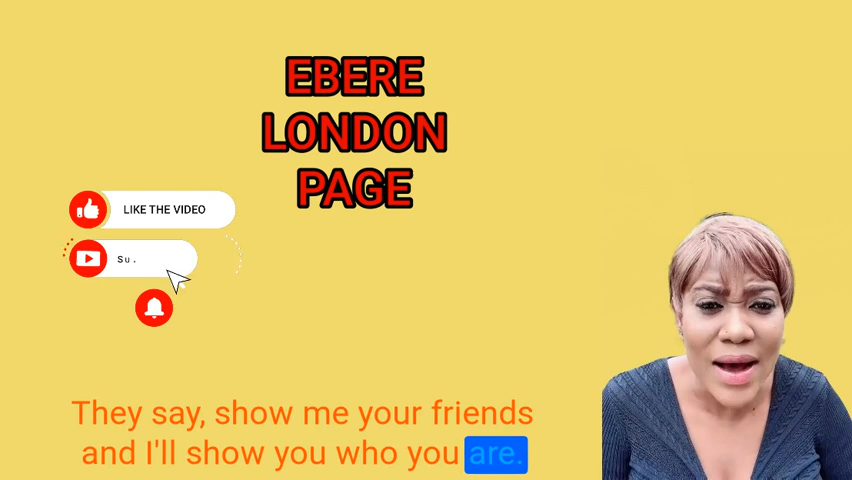 EBERE
LONDON
PAGE
LIKE THE VIDEO
Su.
They say, show me your friends
and I'll show you who you are.